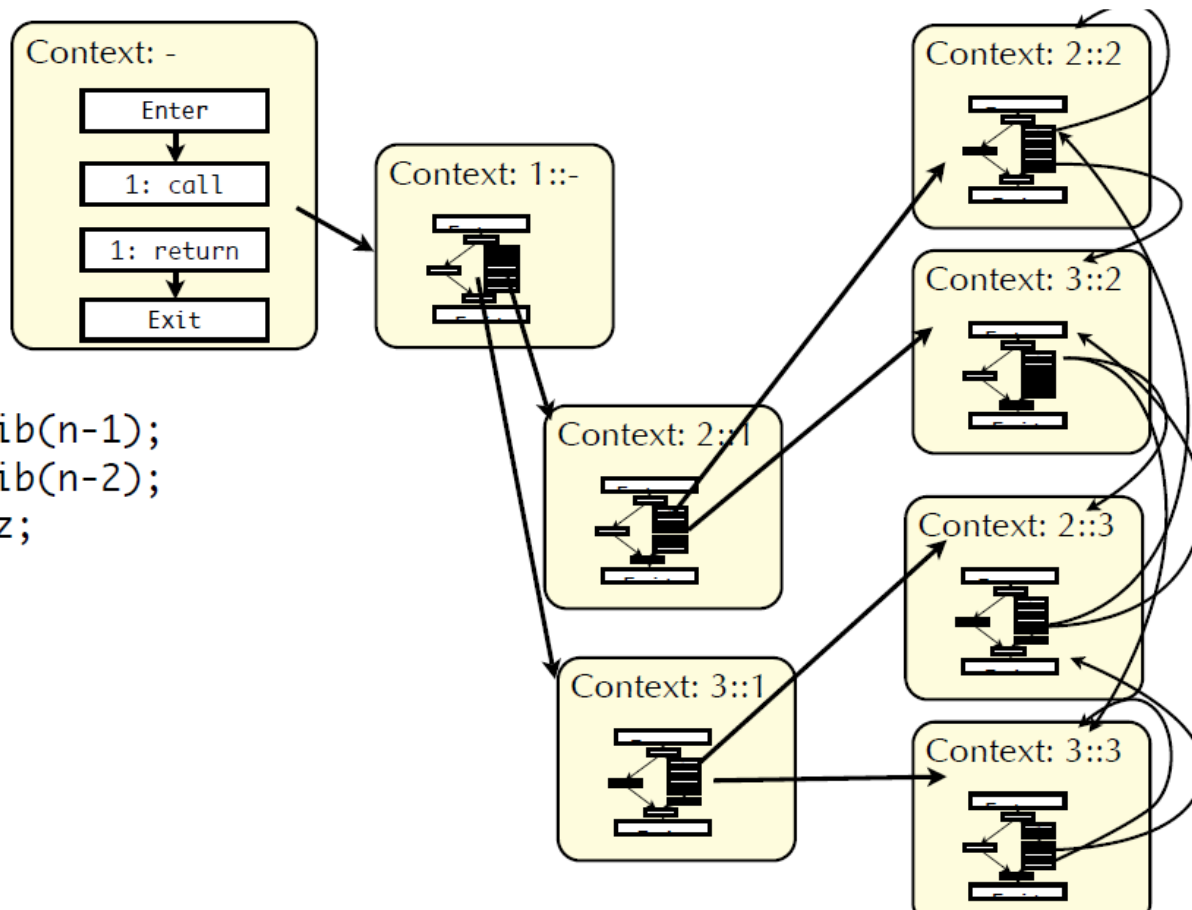 Context: -
Enter
1: call
1: return
Exit
Context: 1::-
ib(n-1);
ib(n-2);
z;
Context: 2::1
Context: 3::1
Context: 2::2
Context: 3::2
Context: 2::3
Context: 3::3